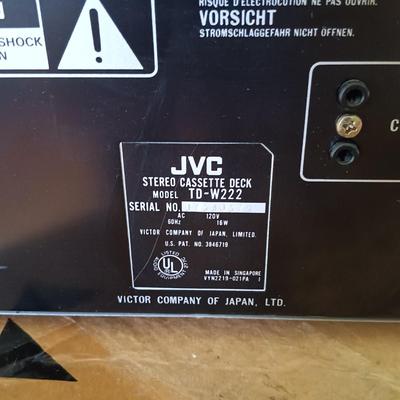 RISQUE D'ELECTROCUTION NE PAS OUVRIR.
VORSICHT
STROMSCHLAGGEFAHR NICHT ÖFFNEN.
SHOCK
N
C
JVC
STEREO CASSETTE DECK
MODEL TD-W222
SERIAL NO.
AC 120V
60Hz 16W
VICTOR COMPANY OF JAPAN, LIMITED.
U.S. PAT. NO. 3846719
LISTED
UL
MADE IN SINGAPORE
VYN2219-021PA
VICTOR COMPANY OF JAPAN, LTD.